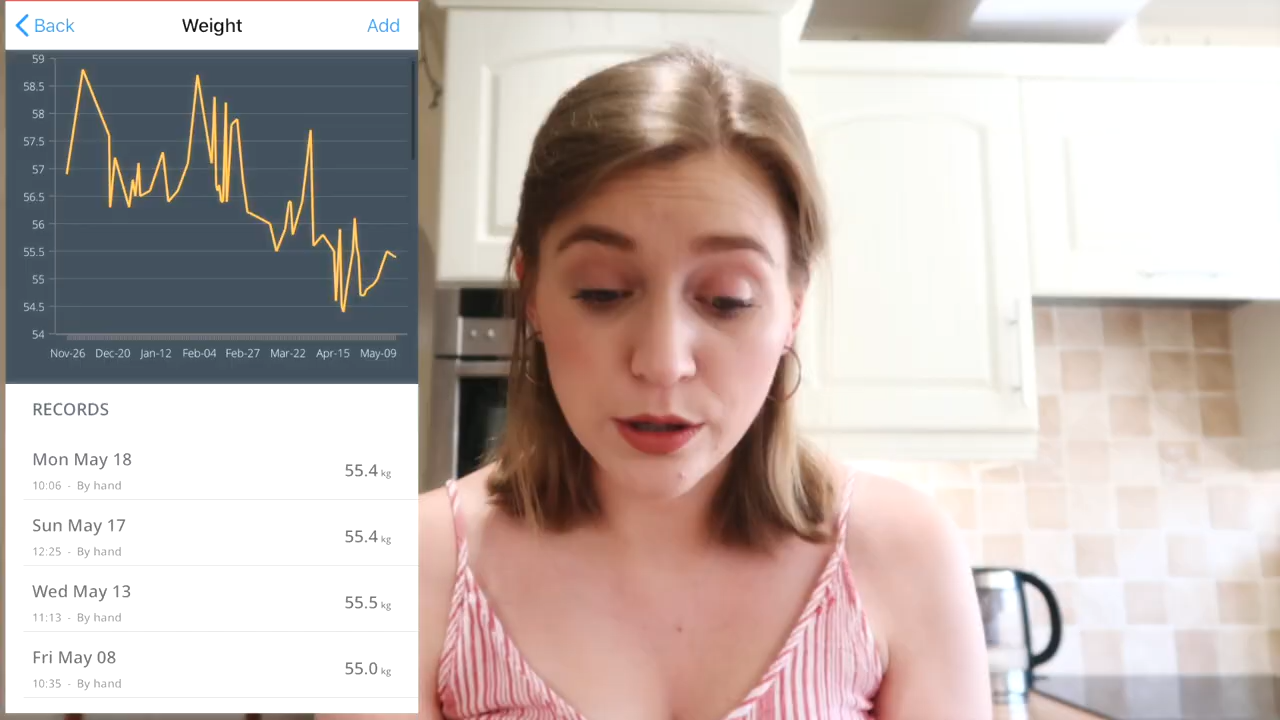 Back Weight Add
59
58.5
58
57.5
57
56.5
56
55.5
55
54.5
54
Nov-26 Dec-20 Jan-12 Feb-04 Feb-27 Mar-22 Apr-15 May-09
RECORDS
Mon May 18
55.4 kg
10:06 - By hand
Sun May 17
55.4 kg
12:25 - By hand
Wed May 13
55.5 kg
11:13 - By hand
Fri May 08
55.0 kg
10:35 - By hand